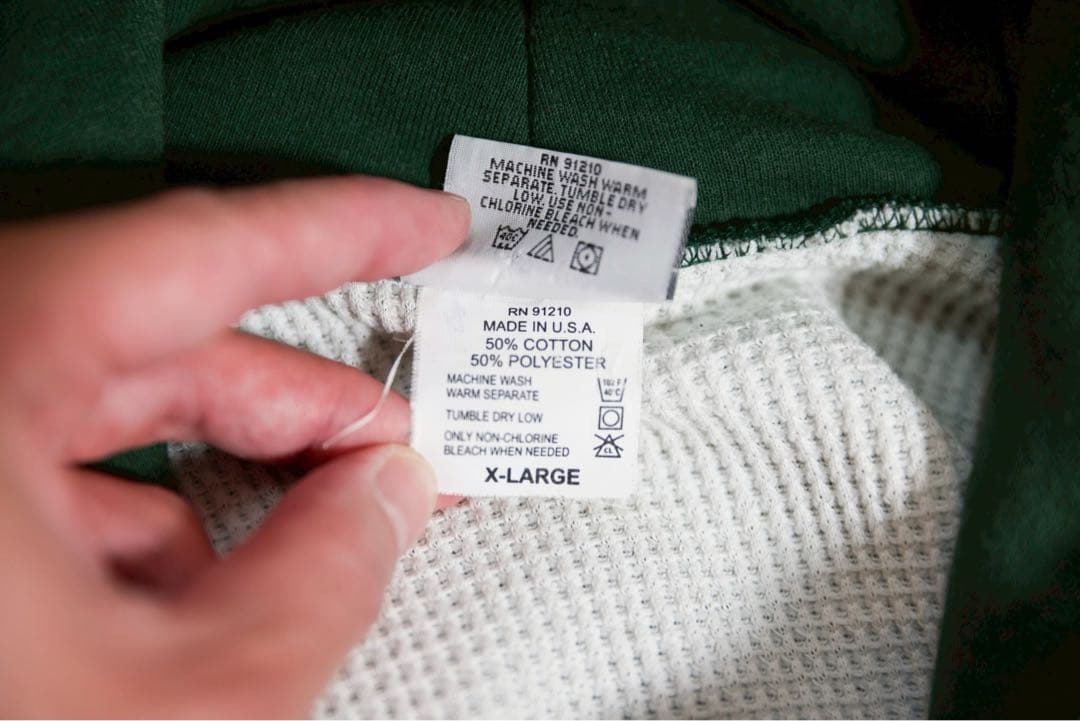 RN 91210
MACHINE WASH WARM
SEPARATE. TUMBLE DRY
LOW. USE NON-
CHLORINE BLEACH WHEN
NEEDED.
40C
RN 91210
MADE IN U.S.A.
50% COTTON
50% POLYESTER
MACHINE WASH
WARM SEPARATE
102 F
40°C
TUMBLE DRY LOW
ONLY NON-CHLORINE
BLEACH WHEN NEEDED
CL
X-LARGE